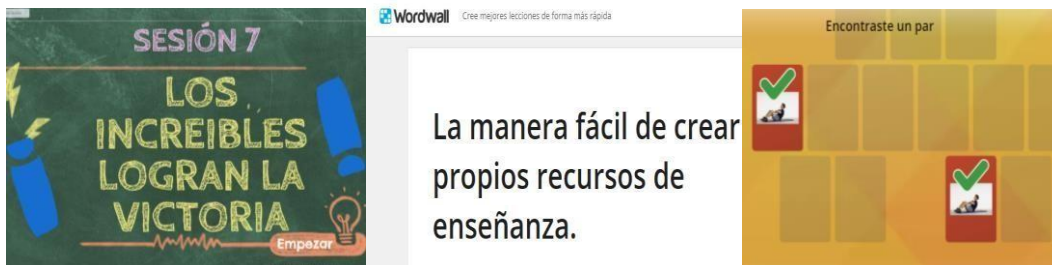 SESIÓN 7
LOS
INCREIBLES
LOGRAN LA
VICTORIA
Empezar
Wordwall Cree mejores lecciones de forma más rápida
La manera fácil de crear
propios recursos de
enseñanza.
Encontraste un par